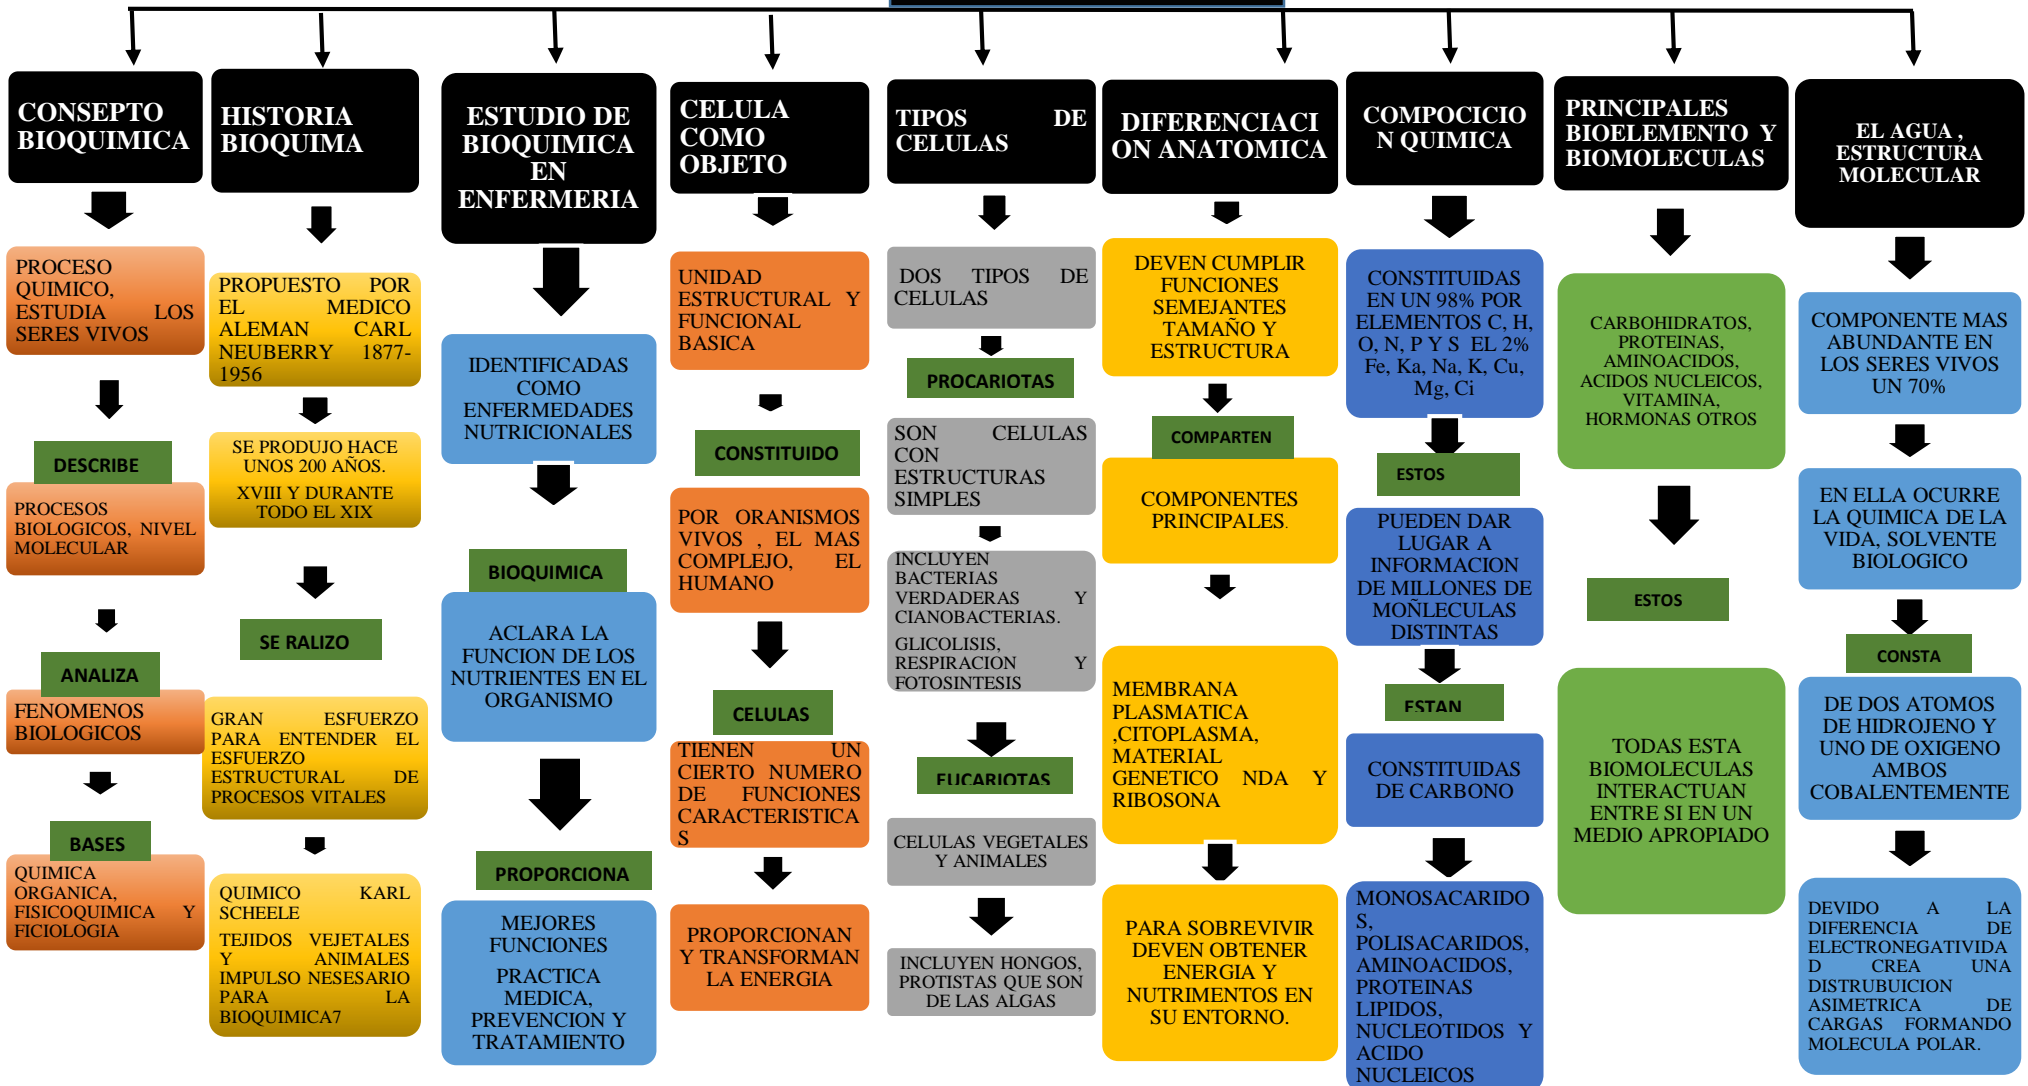 CONSEPTO
BIOQUIMICA
PROCESO
QUIMICO,
ESTUDIA LOS
SERES VIVOS
DESCRIBE
PROCESOS
BIOLOGICOS, NIVEL
MOLECULAR
ANALIZA
FENOMENOS
BIOLOGICOS
BASES
QUIMICA
ORGANICA,
FISICOQUIMICA Y
FICIOLOGIA
HISTORIA
BIOQUIMA
PROPUESTO POR
EL MEDICO
ALEMAN CARL
NEUBERRY 1877-
1956
SE PRODUJO HACE
UNOS 200 AÑOS.
XVIII Y DURANTE
TODO EL XIX
SE RALIZO
GRAN ESFUERZO
PARA ENTENDER EL
ESFUERZO
ESTRUCTURAL DE
PROCESOS VITALES
QUIMICO KARL
SCHEELE
TEJIDOS VEJETALES
Y ANIMALES
IMPULSO NESESARIO
PARA LA
BIOQUIMICA7
ESTUDIO DE
BIOQUIMICA
EN
ENFERMERIA
IDENTIFICADAS
COMO
ENFERMEDADES
NUTRICIONALES
BIOQUIMICA
ACLARA LA
FUNCION DE LOS
NUTRIENTES EN EL
ORGANISMO
PROPORCIONA
MEJORES
FUNCIONES
PRACTICA
MEDICA,
PREVENCION Y
TRATAMIENTO
CELULA
COMO
OBJETO
UNIDAD
ESTRUCTURAL Y
FUNCIONAL
BASICA
CONSTITUIDO
POR ORANISMOS
VIVOS , EL MAS
COMPLEJO, EL
HUMANO
CELULAS
TIENEN UN
CIERTO NUMERO
DE FUNCIONES
CARACTERISTICA
S
PROPORCIONAN
Y TRANSFORMAN
LA ENERGIA
TIPOS DE
CELULAS
DOS TIPOS DE
CELULAS
PROCARIOTAS
SON CELULAS
CON
ESTRUCTURAS
SIMPLES
INCLUYEN
BACTERIAS
VERDADERAS Y
CIANOBACTERIAS.
GLICOLISIS,
RESPIRACION Y
FOTOSINTESIS
EUCARIOTAS
CELULAS VEGETALES
Y ANIMALES
INCLUYEN HONGOS,
PROTISTAS QUE SON
DE LAS ALGAS
DIFERENCIACI
ON ANATOMICA
DEVEN CUMPLIR
FUNCIONES
SEMEJANTES
TAMAÑO Y
ESTRUCTURA
COMPARTEN
COMPONENTES
PRINCIPALES.
MEMBRANA
PLASMATICA
,CITOPLASMA,
MATERIAL
GENETICO NDA Y
RIBOSONA
PARA SOBREVIVIR
DEVEN OBTENER
ENERGIA Y
NUTRIMENTOS EN
SU ENTORNO.
COMPOCICIO
N QUIMICA
CONSTITUIDAS
EN UN 98% POR
ELEMENTOS C, H,
O, N, P Y S EL 2%
Fe, Ka, Na, K, Cu,
Mg, Ci
ESTOS
PUEDEN DAR
LUGAR A
INFORMACION
DE MILLONES DE
MOÑLECULAS
DISTINTAS
ESTAN
CONSTITUIDAS
DE CARBONO
MONOSACARIDO
S,
POLISACARIDOS,
AMINOACIDOS,
PROTEINAS
LIPIDOS,
NUCLEOTIDOS Y
ACIDO
NUCLEICOS
PRINCIPALES
BIOELEMENTO Y
BIOMOLECULAS
CARBOHIDRATOS,
PROTEINAS,
AMINOACIDOS,
ACIDOS NUCLEICOS,
VITAMINA,
HORMONAS OTROS
ESTOS
TODAS ESTA
BIOMOLECULAS
INTERACTUAN
ENTRE SI EN UN
MEDIO APROPIADO
EL AGUA ,
ESTRUCTURA
MOLECULAR
COMPONENTE MAS
ABUNDANTE EN
LOS SERES VIVOS
UN 70%
EN ELLA OCURRE
LA QUIMICA DE LA
VIDA, SOLVENTE
BIOLOGICO
CONSTA
DE DOS ATOMOS
DE HIDROJENO Y
UNO DE OXIGENO
AMBOS
COBALENTEMENTE
DEVIDO A LA
DIFERENCIA DE
ELECTRONEGATIVIDA
D CREA UNA
DISTRUBUICION
ASIMETRICA DE
CARGAS FORMANDO
MOLECULA POLAR.